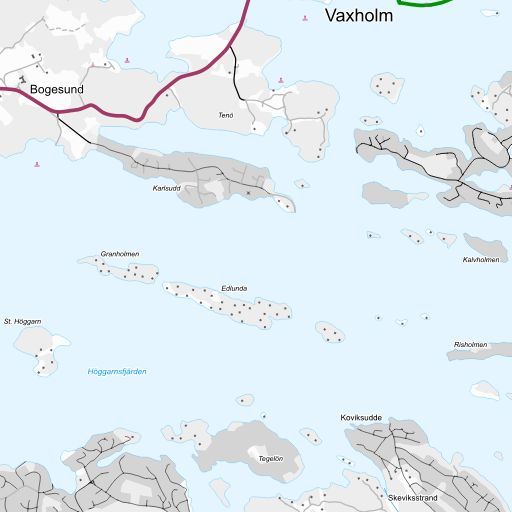 Vaxholm
Bogesund
Tenö
Karlsudd
Granholmen
Kalvholmen
Edlunda
St. Höggarn
Risholmen
Höggarnsfjärden
Koviksudde
Tegelön
Skeviksstrand